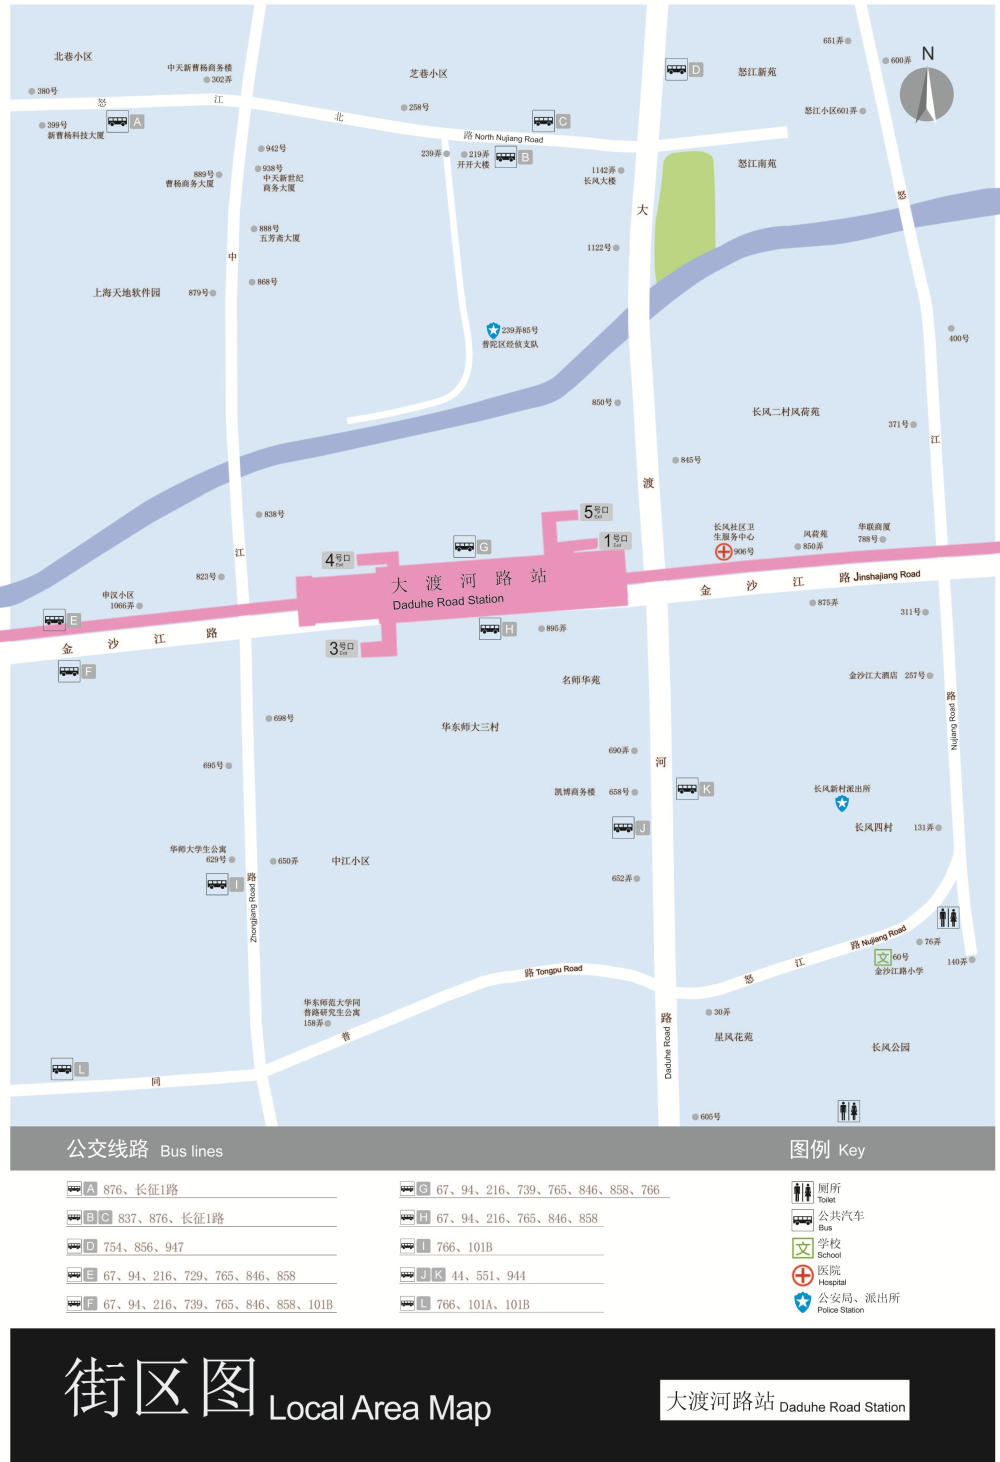 北巷小区
中天新曹杨商务楼
302弄
380号
怒
江
北
路 North Nujiang Road
399号
新曹杨科技大厦
A
芝巷小区
258号
C
D
怒江新苑
651弄
600弄
N
怒江小区601弄
942号
938号
中天新世纪
商务大厦
889号
曹杨商务大厦
239弄
219弄
开开大楼
B
1142弄
长风大楼
怒江南苑
怒
大
888号
五芳斋大厦
中
1122号
868号
上海天地软件园
879号
239弄85号
普陀区经侦支队
400号
850号
长风二村风荷苑
371号
江
845号
渡
838号
5号口
Exit
1号口
Exit
4号口
Exit
G
长风社区卫
生服务中心
906号
风荷苑
850弄
华联商厦
788号
江
823号
大渡河路站
Daduhe Road Station
金
沙
江
路 Jinshajiang Road
申汉小区
1066弄
E
875弄
311号
金
沙
江
路
3号口
Exit
H
895弄
F
名师华苑
金沙江大酒店 257号
698号
华东师大三村
路
Nujiang Road
695号
690弄
河
凯博商务楼 658号
K
长风新村派出所
J
长风四村
131弄
华师大学生公寓
629号
650弄
中江小区
I
路
Zhongjiang Road
652弄
路 Nujiang Road
76弄
60号
金沙江路小学
140弄
江
怒
路 Tongpu Road
华东师范大学同
普路研究生公寓
158弄
普
同
L
30弄
星风花苑
路
Daduhe Road
长风公园
605号
公交线路 Bus lines
图例 Key
A 876、长征1路
B C 837、876、长征1路
D 754、856、947
E 67、94、216、729、765、846、858
F 67、94、216、739、765、846、858、101B
G 67、94、216、739、765、846、858、766
H 67、94、216、765、846、858
I 766、101B
J K 44、551、944
L 766、101A、101B
厕所
Toilet
公共汽车
Bus
文 学校
School
医院
Hospital
公安局、派出所
Police Station
街区图 Local Area Map
大渡河路站 Daduhe Road Station